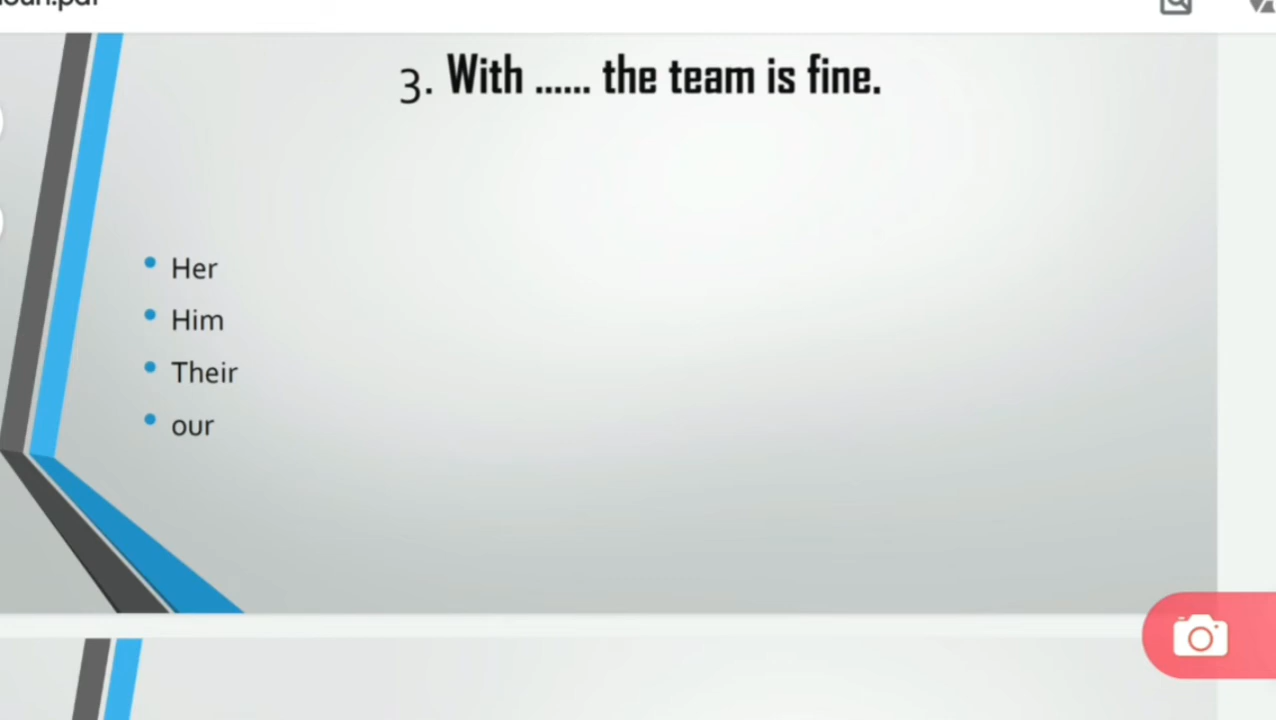 3. With ...... the team is fine.
Her
Him
Their
our